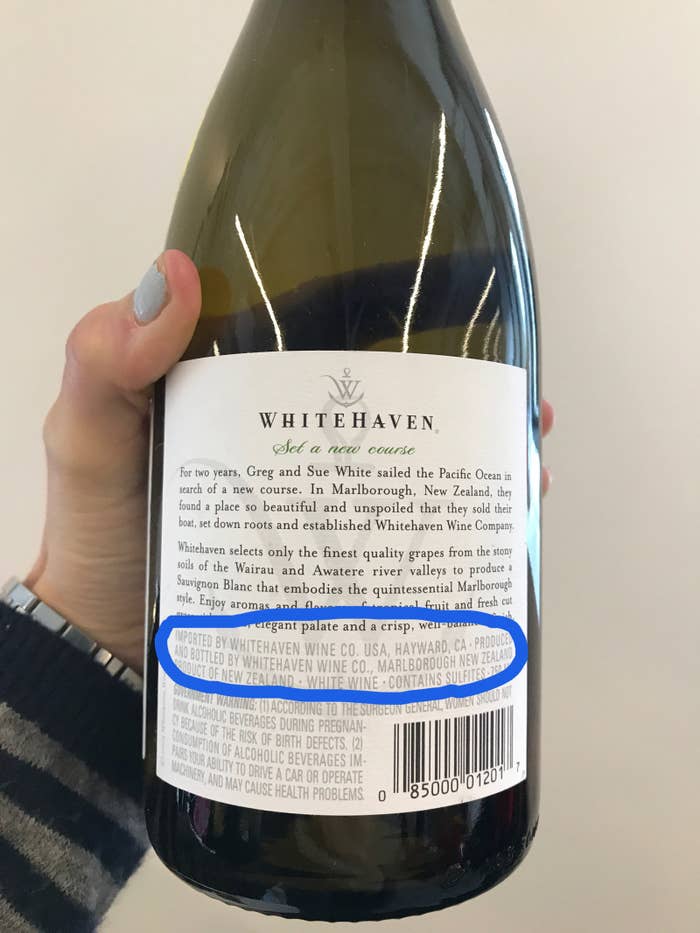 W
WHITEHAVEN
Set a new course
For two years, Greg and Sue White sailed the Pacific Ocean in
search of a new course. In Marlborough, New Zealand, they
found a place so beautiful and unspoiled that they sold their
boat, set down roots and established Whitehaven Wine Company.
Whitehaven selects only the finest quality grapes from the stony
soils of the Wairau and Awatere river valleys to produce a
Sauvignon Blanc that embodies the quintessential Marlborough
style. Enjoy aromas and fruit and fresh cut
elegant palate and a crisp,
IMPORTED BY WHITEHAVEN WINE CO. USA, HAYWARD, CA • PRODUCED
AND BOTTLED BY WHITEHAVEN WINE CO., MARLBOROUGH NEW ZEALAND
PRODUCT OF NEW ZEALAND • WHITE WINE • CONTAINS SULFITES •
GOVERNMENT WARNING: (1) ACCORDING TO THE SURGEON GENERAL, WOMEN SHOULD NOT
DRINK ALCOHOLIC BEVERAGES DURING PREGNAN-
CY BECAUSE OF THE RISK OF BIRTH DEFECTS. (2)
CONSUMPTION OF ALCOHOLIC BEVERAGES IM-
PAIRS YOUR ABILITY TO DRIVE A CAR OR OPERATE
MACHINERY, AND MAY CAUSE HEALTH PROBLEMS.
0 85000 01201 7